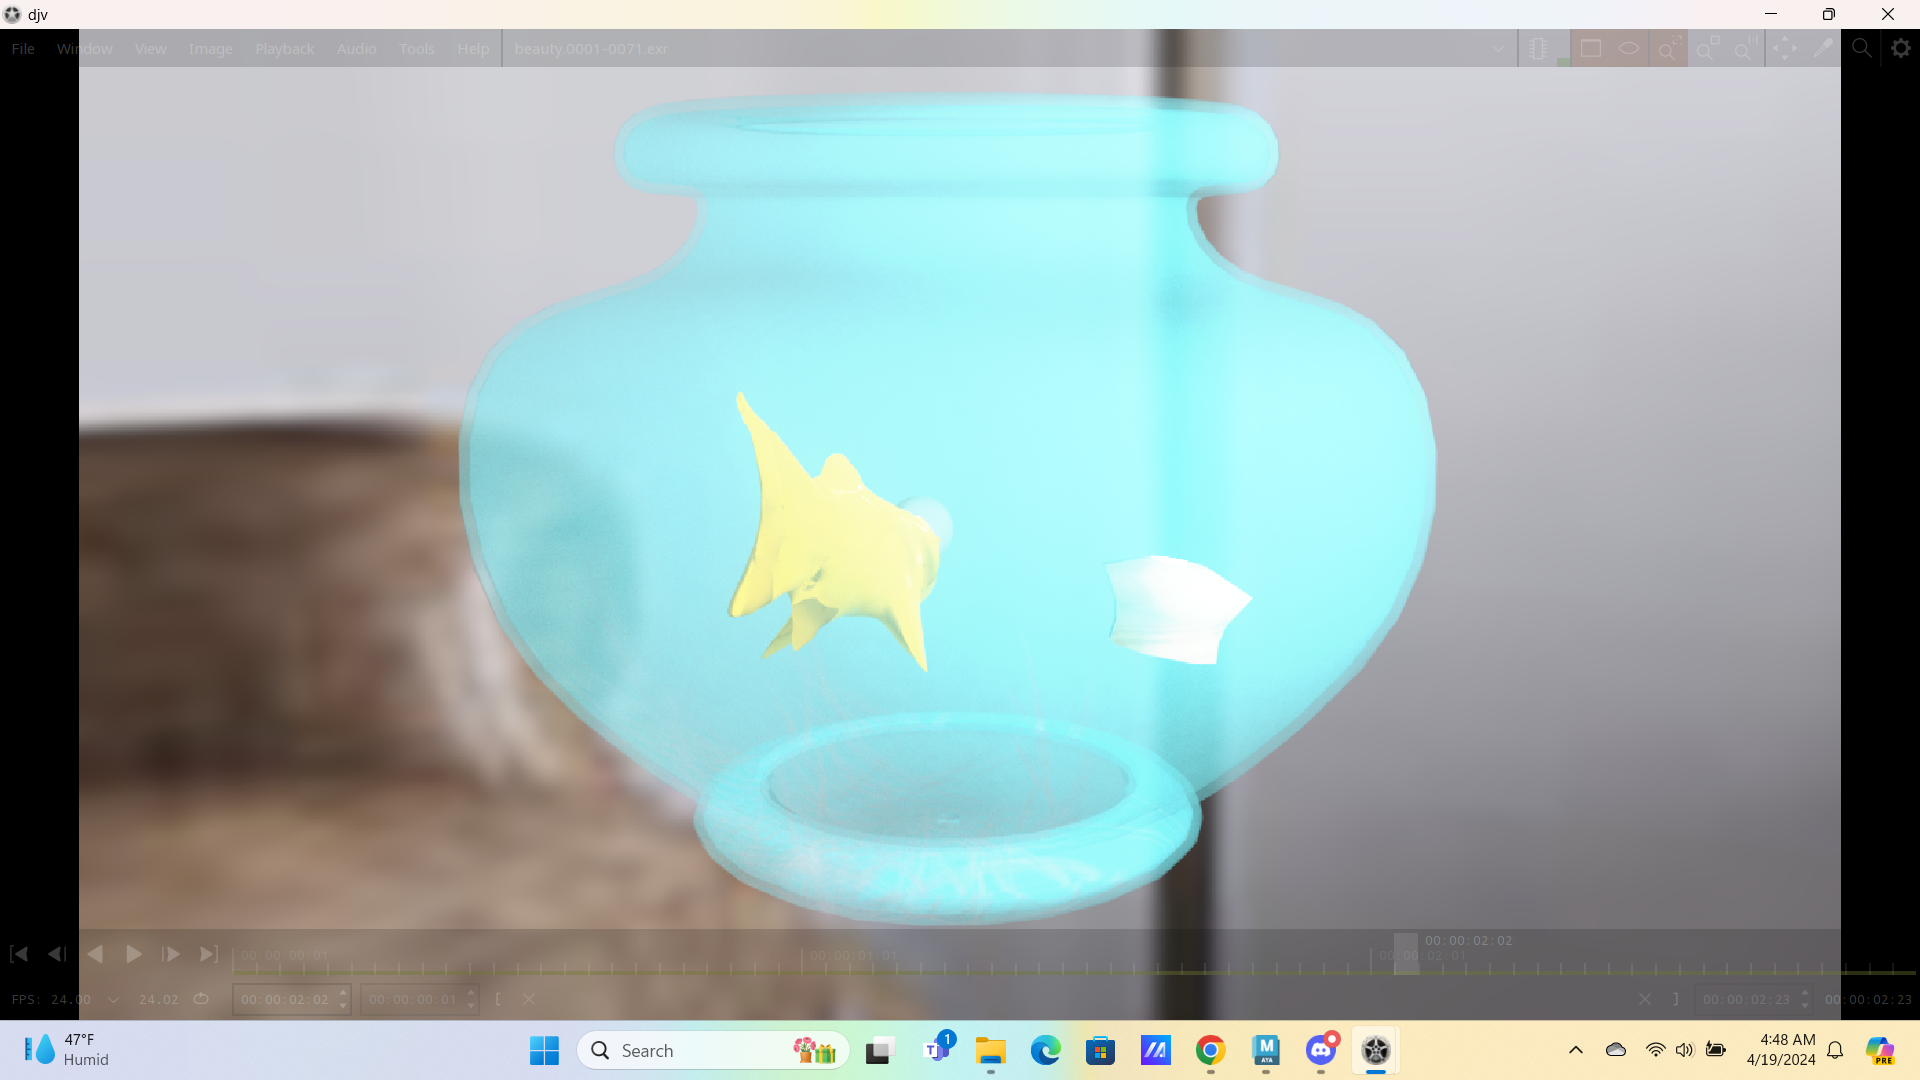 djv
File Window View Image Playback Audio Tools Help beauty.0001-0071.exr
00:00:02:02
00:00:00:01 00:00:01:01 00:00:02:01
FPS: 24.00 24.02 00:00:02:02 00:00:00:01 00:00:02:23 00:00:02:23
47°F
Humid
Search
1
T
M
AYA
4:48 AM
4/19/2024
PRE